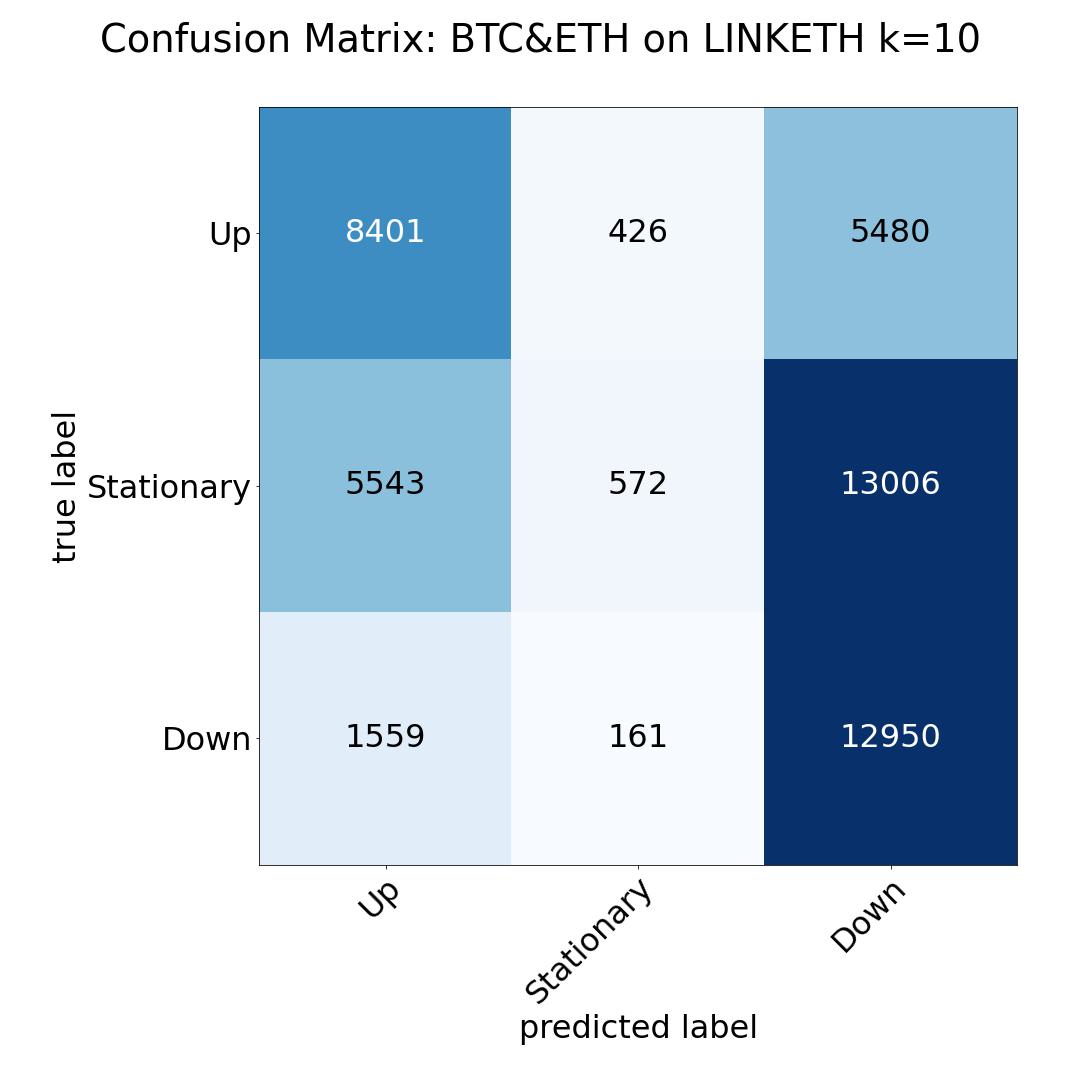 Confusion Matrix: BTC&ETH on LINKETH k=10
Up
8401
426
5480
true label
Stationary
5543
572
13006
Down
1559
161
12950
Up
Stationary
Down
predicted label